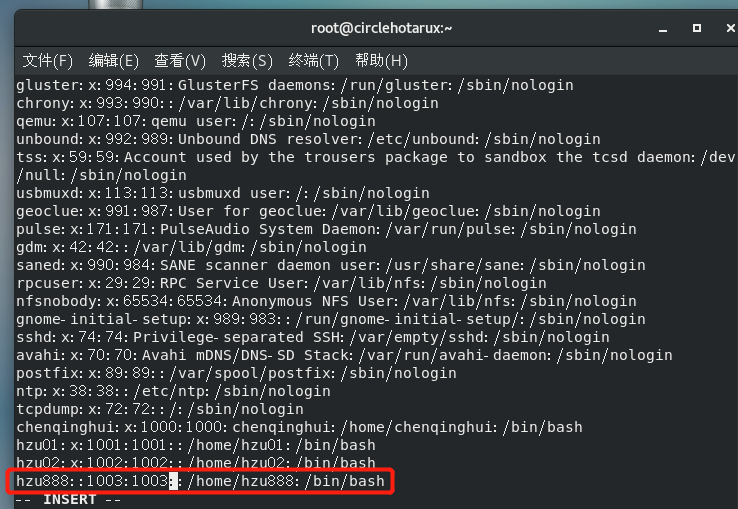 root@circlehotarux:~
文件(F) 编辑(E) 查看(V) 搜索(S) 终端(T) 帮助(H)
gluster:x:994:991:GlusterFS daemons:/run/gluster:/sbin/nologin
chrony:x:993:990::/var/lib/chrony:/sbin/nologin
qemu:x:107:107:qemu user:/:/sbin/nologin
unbound:x:992:989:Unbound DNS resolver:/etc/unbound:/sbin/nologin
tss:x:59:59:Account used by the trousers package to sandbox the tcsd daemon:/dev
/null:/sbin/nologin
usbmuxd:x:113:113:usbmuxd user:/:/sbin/nologin
geoclue:x:991:987:User for geoclue:/var/lib/geoclue:/sbin/nologin
pulse:x:171:171:PulseAudio System Daemon:/var/run/pulse:/sbin/nologin
gdm:x:42:42::/var/lib/gdm:/sbin/nologin
saned:x:990:984:SANE scanner daemon user:/usr/share/sane:/sbin/nologin
rpcuser:x:29:29:RPC Service User:/var/lib/nfs:/sbin/nologin
nfsnobody:x:65534:65534:Anonymous NFS User:/var/lib/nfs:/sbin/nologin
gnome-initial-setup:x:989:983::/run/gnome-initial-setup/:/sbin/nologin
sshd:x:74:74:Privilege-separated SSH:/var/empty/sshd:/sbin/nologin
avahi:x:70:70:Avahi mDNS/DNS-SD Stack:/var/run/avahi-daemon:/sbin/nologin
postfix:x:89:89::/var/spool/postfix:/sbin/nologin
ntp:x:38:38::/etc/ntp:/sbin/nologin
tcpdump:x:72:72::/:/sbin/nologin
chenqinghui:x:1000:1000:chenqinghui:/home/chenqinghui:/bin/bash
hzu01:x:1001:1001::/home/hzu01:/bin/bash
hzu02:x:1002:1002::/home/hzu02:/bin/bash
hzu888::1003:1003::/home/hzu888:/bin/bash
-- INSERT --